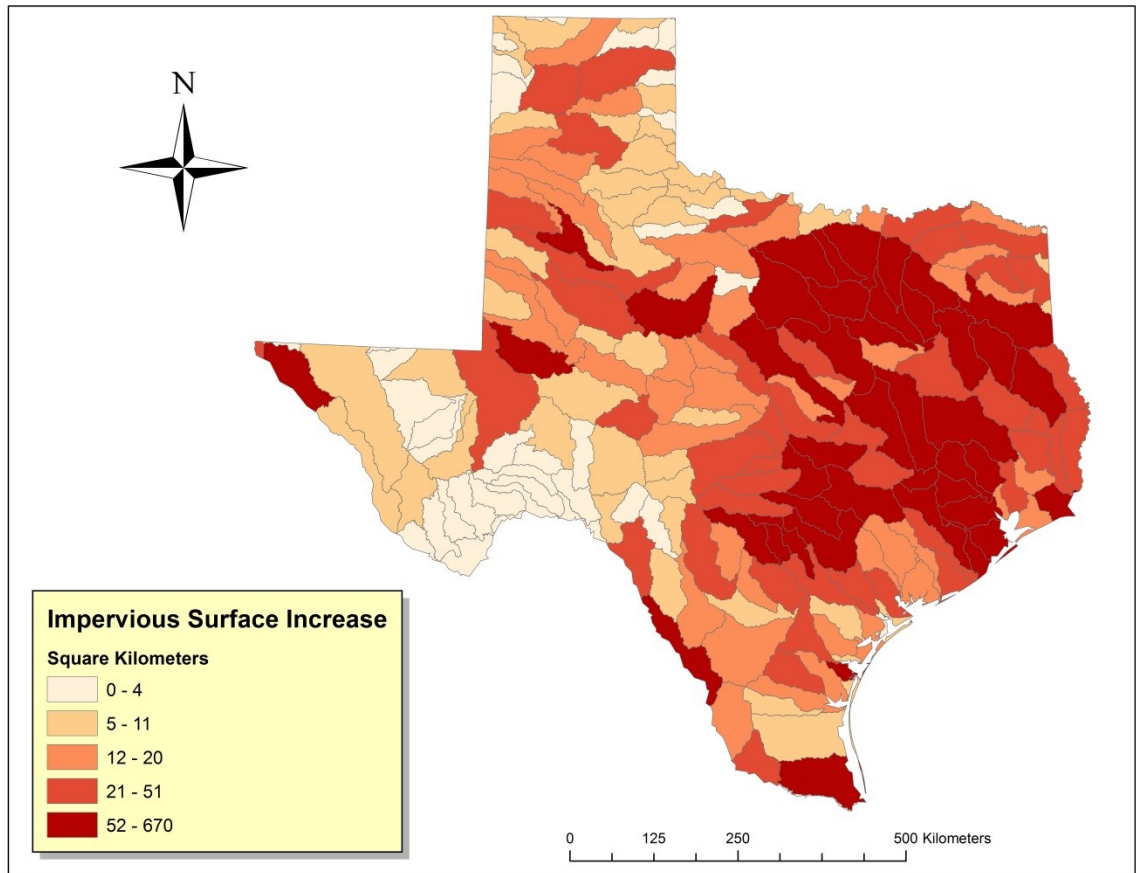 N
Impervious Surface Increase
Square Kilometers
0 - 4
5 - 11
12 - 20
21 - 51
52 - 670
0 125 250 500 Kilometers